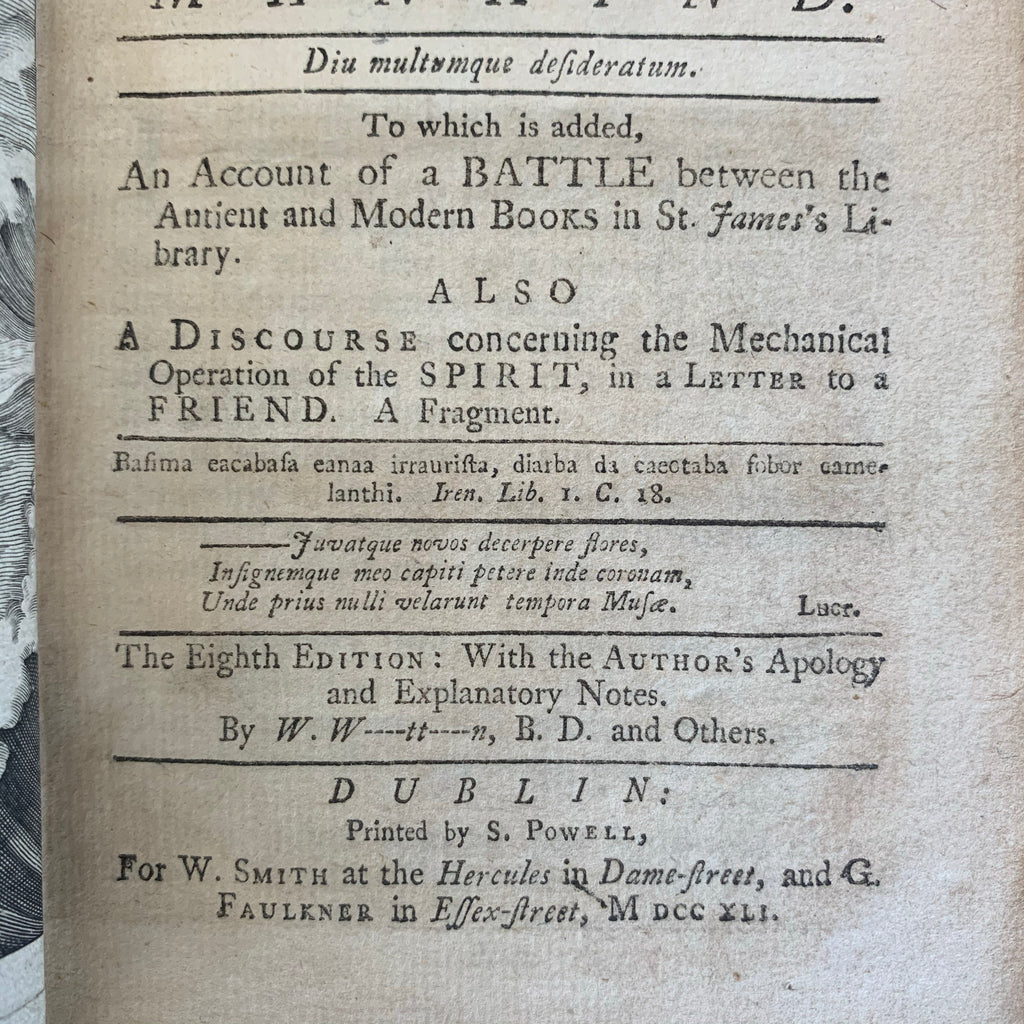 MANKIND.
Diu multumque deſideratum.
To which is added,
An Account of a BATTLE between the
Antient and Modern BOOKS in St. James's Li-
brary.
ALSO
A DISCOURSE concerning the Mechanical
Operation of the SPIRIT, in a LETTER to a
FRIEND. A Fragment.
Baſima eacabaſa eanaa irrauriſta, diarba da caeotaba fobor came-
lanthi. Iren. Lib. 1. C. 18.
——Juvatque novos decerpere flores,
Inſignemque meo capiti petere inde coronam,
Unde prius nulli velarunt tempora Muſæ. Lucr.
The Eighth EDITION: With the AUTHOR'S Apology
and Explanatory Notes.
By W. W----tt----n, B. D. and Others.
DUBLIN:
Printed by S. POWELL,
For W. SMITH at the Hercules in Dame-ſtreet, and G.
FAULKNER in Eſſex-ſtreet, M DCC XLI.